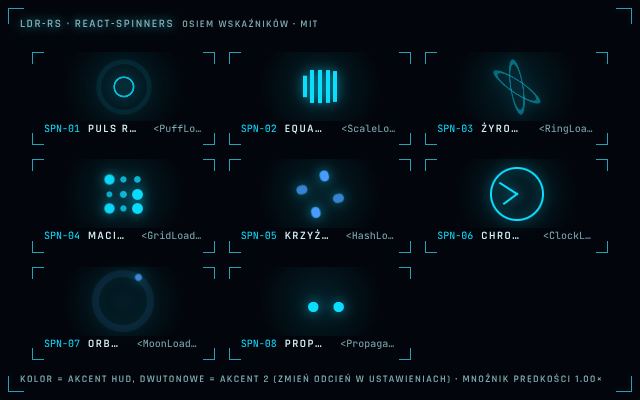 LDR-RS · REACT-SPINNERS OSIEM WSKAŹNIKÓW · MIT
SPN-01 PULS R… <PuffLo…
SPN-02 EQUA… <ScaleLo…
SPN-03 ŻYRO… <RingLoa…
SPN-04 MACI… <GridLoad…
SPN-05 KRZYŻ… <HashLo…
SPN-06 CHRO… <ClockL…
SPN-07 ORB… <MoonLoad…
SPN-08 PROP… <Propaga…
KOLOR = AKCENT HUD, DWUTONOWE = AKCENT 2 (ZMIEŃ ODCIEŃ W USTAWIENIACH) · MNOŻNIK PRĘDKOŚCI 1.00×